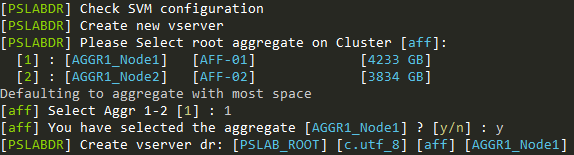 [PSLABDR] Check SVM configuration
[PSLABDR] Create new vserver
[PSLABDR] Please Select root aggregate on Cluster [aff]:
[1] : [AGGR1_Node1] [AFF-01] [4233 GB]
[2] : [AGGR1_Node2] [AFF-02] [3834 GB]
Defaulting to aggregate with most space
[aff] Select Aggr 1-2 [1] : 1
[aff] You have selected the aggregate [AGGR1_Node1] ? [y/n] : y
[PSLABDR] Create vserver dr: [PSLAB_ROOT] [c.utf_8] [aff] [AGGR1_Node1]